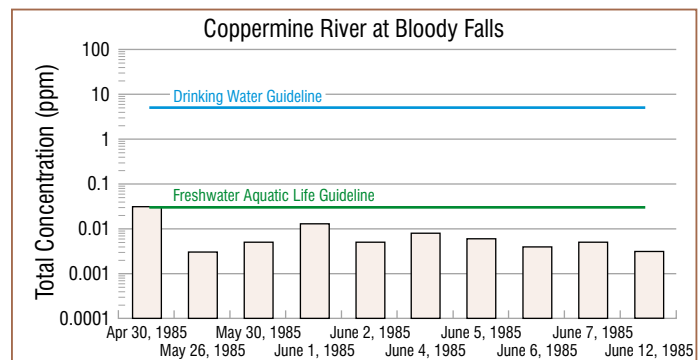 Coppermine River at Bloody Falls
Total Concentration (ppm)
100
10
1
0.1
0.01
0.001
0.0001
Drinking Water Guideline
Freshwater Aquatic Life Guideline
Apr 30, 1985
May 26, 1985
May 30, 1985
June 1, 1985
June 2, 1985
June 4, 1985
June 5, 1985
June 6, 1985
June 7, 1985
June 12, 1985